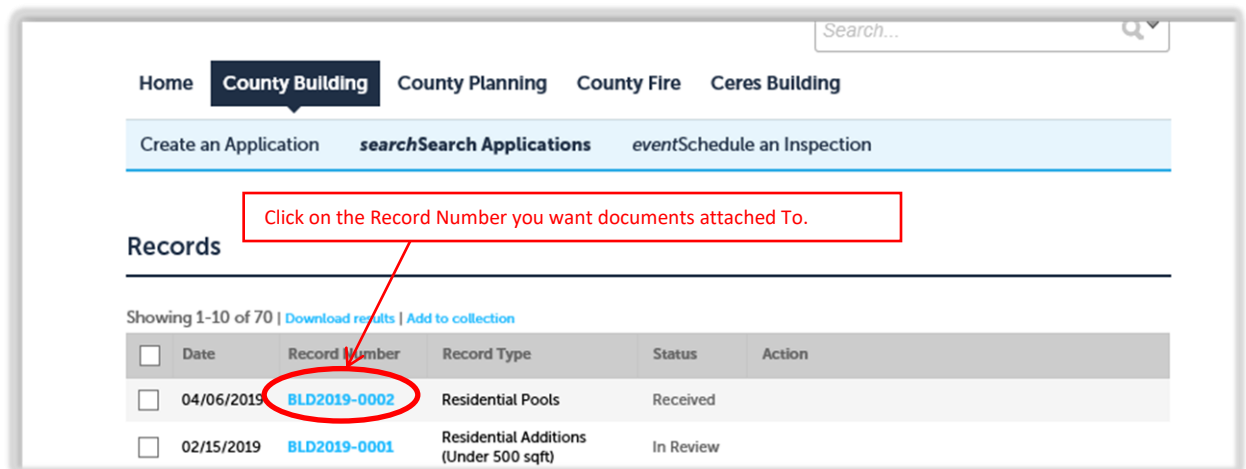 Search...
Home County Building County Planning County Fire Ceres Building
Create an Application searchSearch Applications eventSchedule an Inspection
Click on the Record Number you want documents attached To.
Records
Showing 1-10 of 70 | Download results | Add to collection
Date Record Number Record Type Status Action
04/06/2019 BLD2019-0002 Residential Pools Received
02/15/2019 BLD2019-0001 Residential Additions (Under 500 sqft) In Review